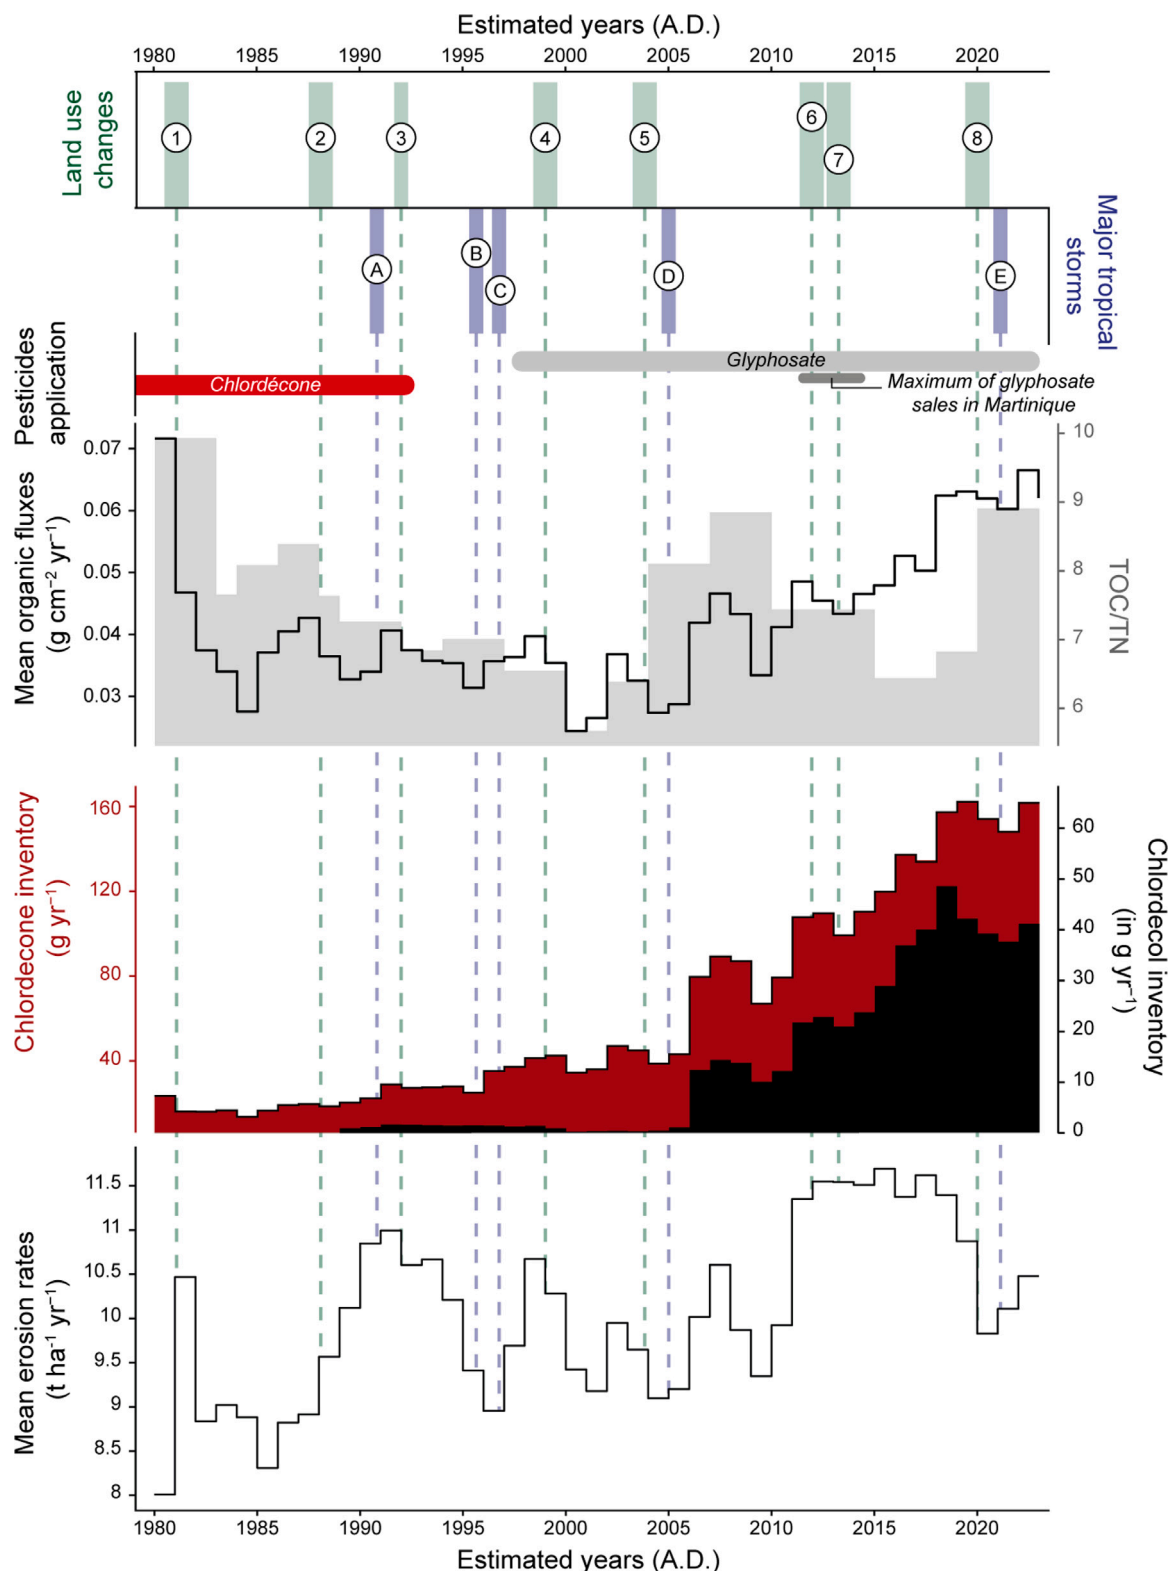 Estimated years (A.D.)
1980 1985 1990 1995 2000 2005 2010 2015 2020
Land use
changes
1 2 3 4 5 6 7 8
Major tropical
storms
A B C D E
Pesticides
application
Glyphosate
Chlordécone
Maximum of glyphosate
sales in Martinique
Mean organic fluxes
(g cm⁻² yr⁻¹)
0.07
0.06
0.05
0.04
0.03
10
9
8
7
6
TOC/TN
Chlordecone inventory
(g yr⁻¹)
160
120
80
40
60
50
40
30
20
10
0
Chlordecol inventory
(in g yr⁻¹)
Mean erosion rates
(t ha⁻¹ yr⁻¹)
11.5
11
10.5
10
9.5
9
8.5
8
1980 1985 1990 1995 2000 2005 2010 2015 2020
Estimated years (A.D.)